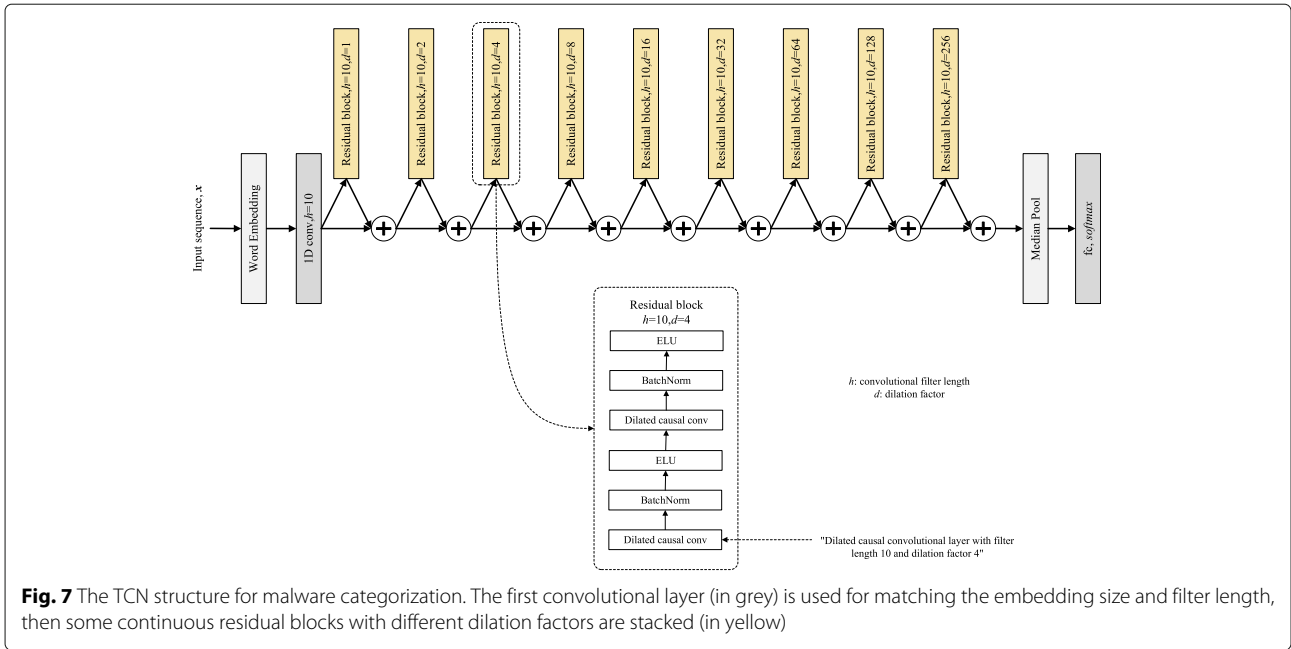 Input sequence, x
Word Embedding
1D conv,h=10
Residual block,h=10,d=1
Residual block,h=10,d=2
Residual block,h=10,d=4
Residual block,h=10,d=8
Residual block,h=10,d=16
Residual block,h=10,d=32
Residual block,h=10,d=64
Residual block,h=10,d=128
Residual block,h=10,d=256
Median Pool
fc, softmax
Residual block
h=10,d=4
ELU
BatchNorm
Dilated causal conv
ELU
BatchNorm
Dilated causal conv
h: convolutional filter length
d: dilation factor
"Dilated causal convolutional layer with filter
length 10 and dilation factor 4"
Fig. 7 The TCN structure for malware categorization. The first convolutional layer (in grey) is used for matching the embedding size and filter length,
then some continuous residual blocks with different dilation factors are stacked (in yellow)